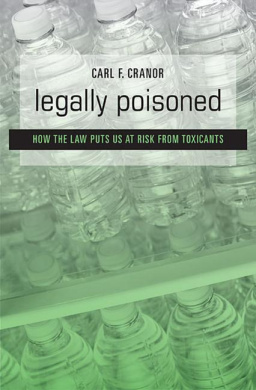 CARL F. CRANOR
legally poisoned
HOW THE LAW PUTS US AT RISK FROM TOXICANTS